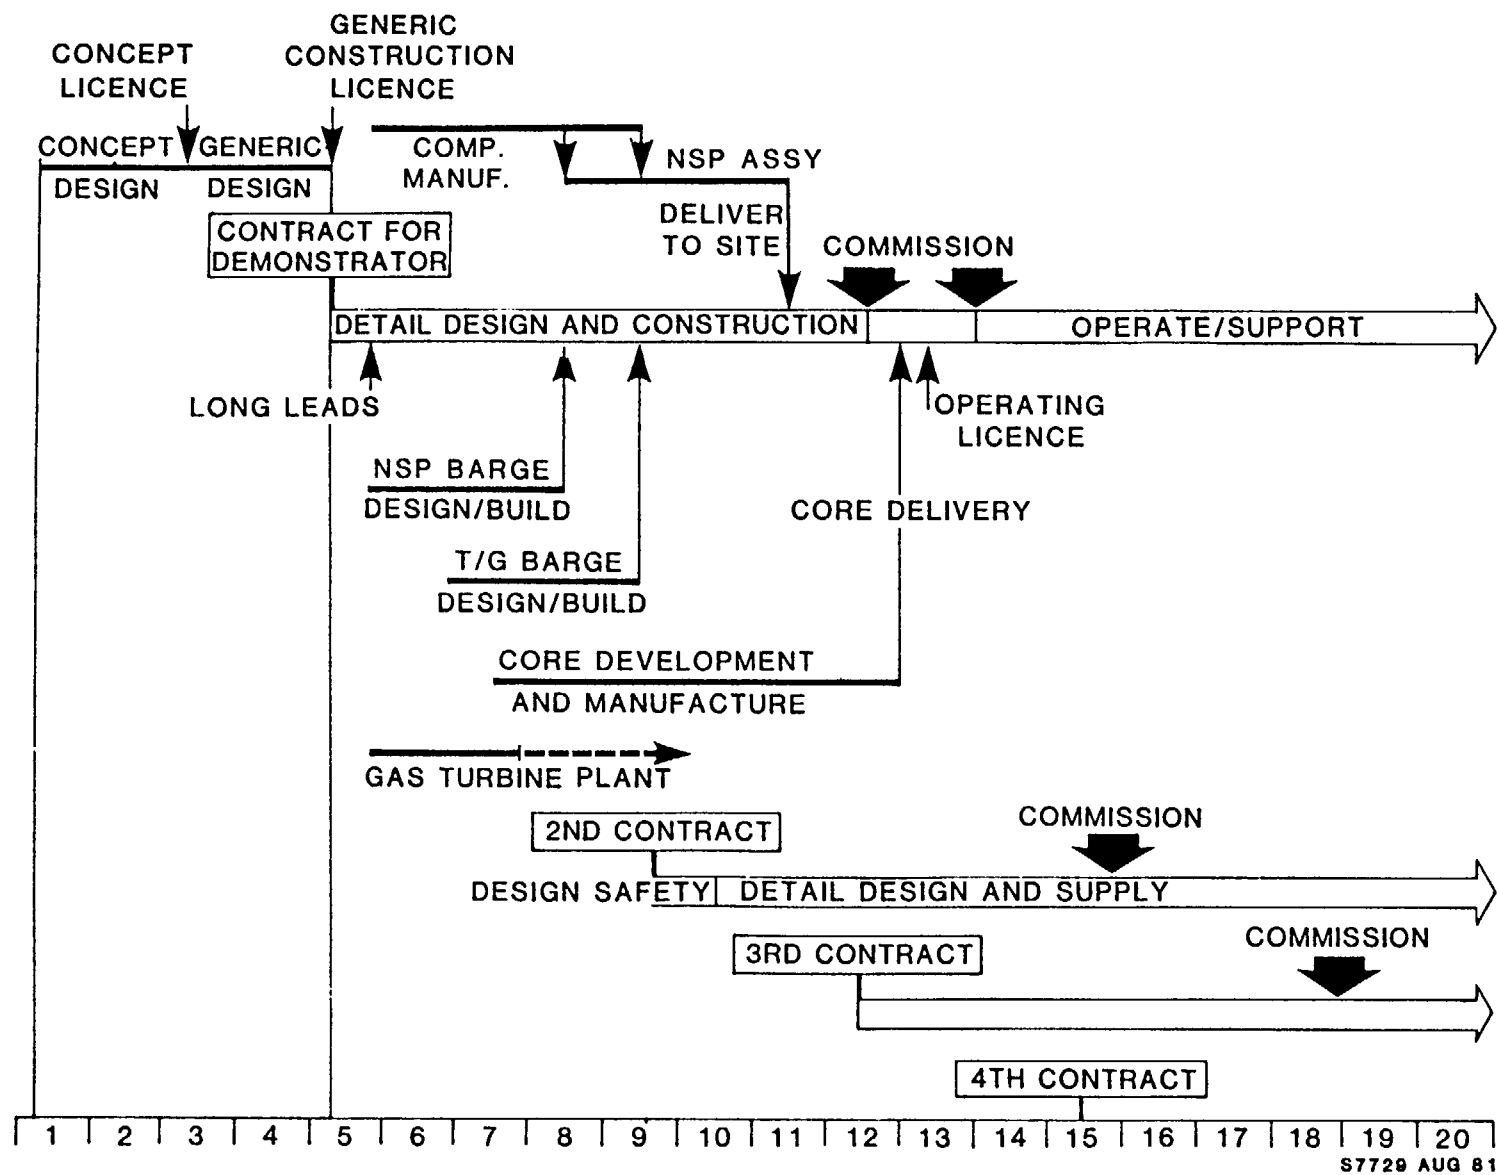 GENERIC
CONSTRUCTION
LICENCE
CONCEPT
LICENCE
CONCEPT
DESIGN
GENERIC
DESIGN
COMP.
MANUF.
NSP ASSY
DELIVER
TO SITE
CONTRACT FOR
DEMONSTRATOR
COMMISSION
DETAIL DESIGN AND CONSTRUCTION
OPERATE/SUPPORT
LONG LEADS
OPERATING
LICENCE
NSP BARGE
DESIGN/BUILD
CORE DELIVERY
T/G BARGE
DESIGN/BUILD
CORE DEVELOPMENT
AND MANUFACTURE
GAS TURBINE PLANT
2ND CONTRACT
COMMISSION
DESIGN SAFETY
DETAIL DESIGN AND SUPPLY
3RD CONTRACT
COMMISSION
4TH CONTRACT
1 2 3 4 5 6 7 8 9 10 11 12 13 14 15 16 17 18 19 20
S7729 AUG 81